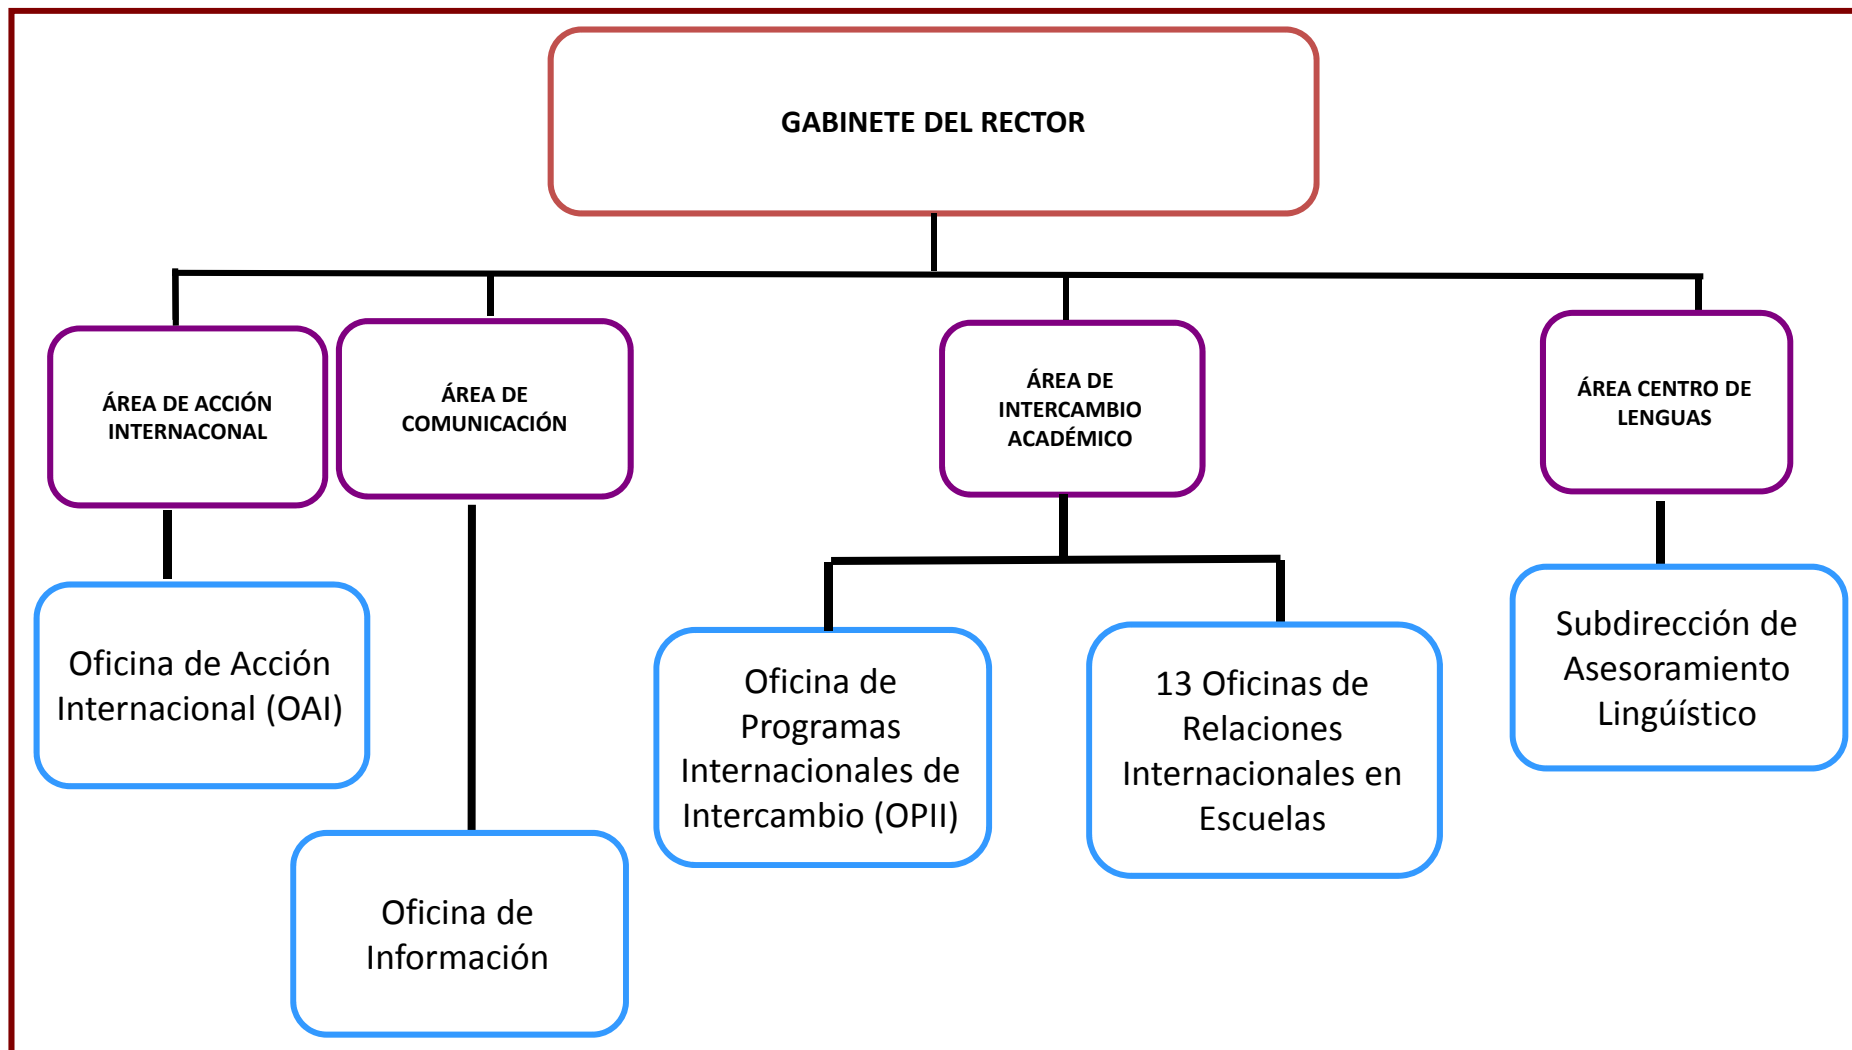 GABINETE DEL RECTOR
ÁREA DE ACCIÓN
INTERNACONAL
ÁREA DE
COMUNICACIÓN
ÁREA DE
INTERCAMBIO
ACADÉMICO
ÁREA CENTRO DE
LENGUAS
Oficina de Acción
Internacional (OAI)
Oficina de
Información
Oficina de
Programas
Internacionales de
Intercambio (OPII)
13 Oficinas de
Relaciones
Internacionales en
Escuelas
Subdirección de
Asesoramiento
Lingúístico